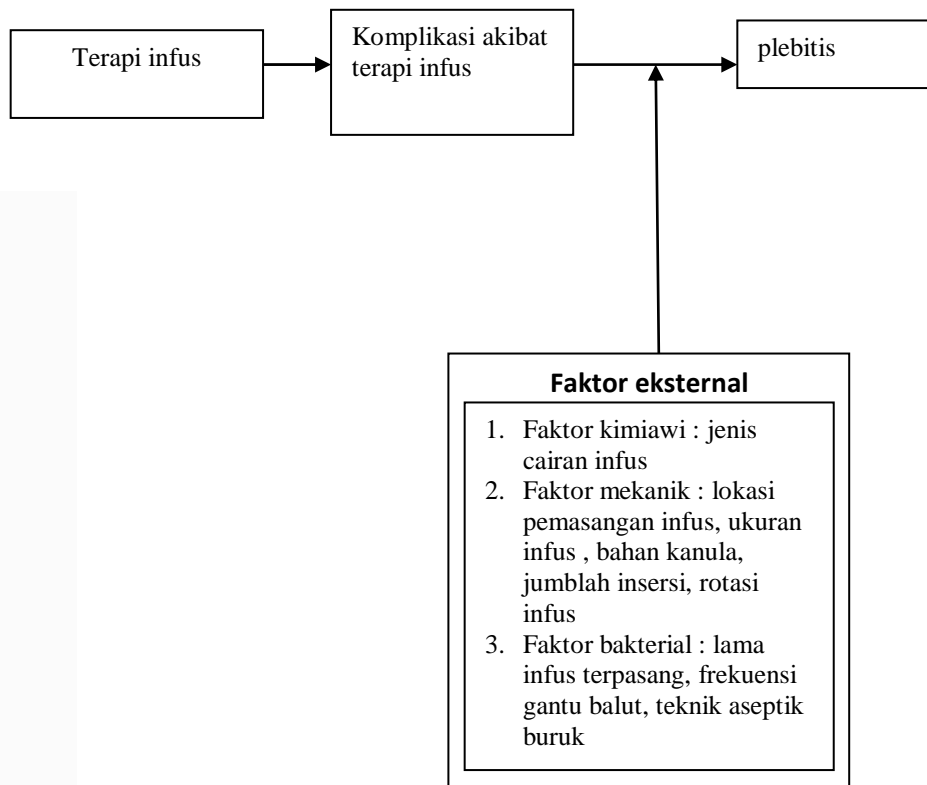 Terapi infus
Komplikasi akibat
terapi infus
plebitis
Faktor eksternal
1. Faktor kimiawi : jenis
cairan infus
2. Faktor mekanik : lokasi
pemasangan infus, ukuran
infus , bahan kanula,
jumblah insersi, rotasi
infus
3. Faktor bakterial : lama
infus terpasang, frekuensi
gantu balut, teknik aseptik
buruk